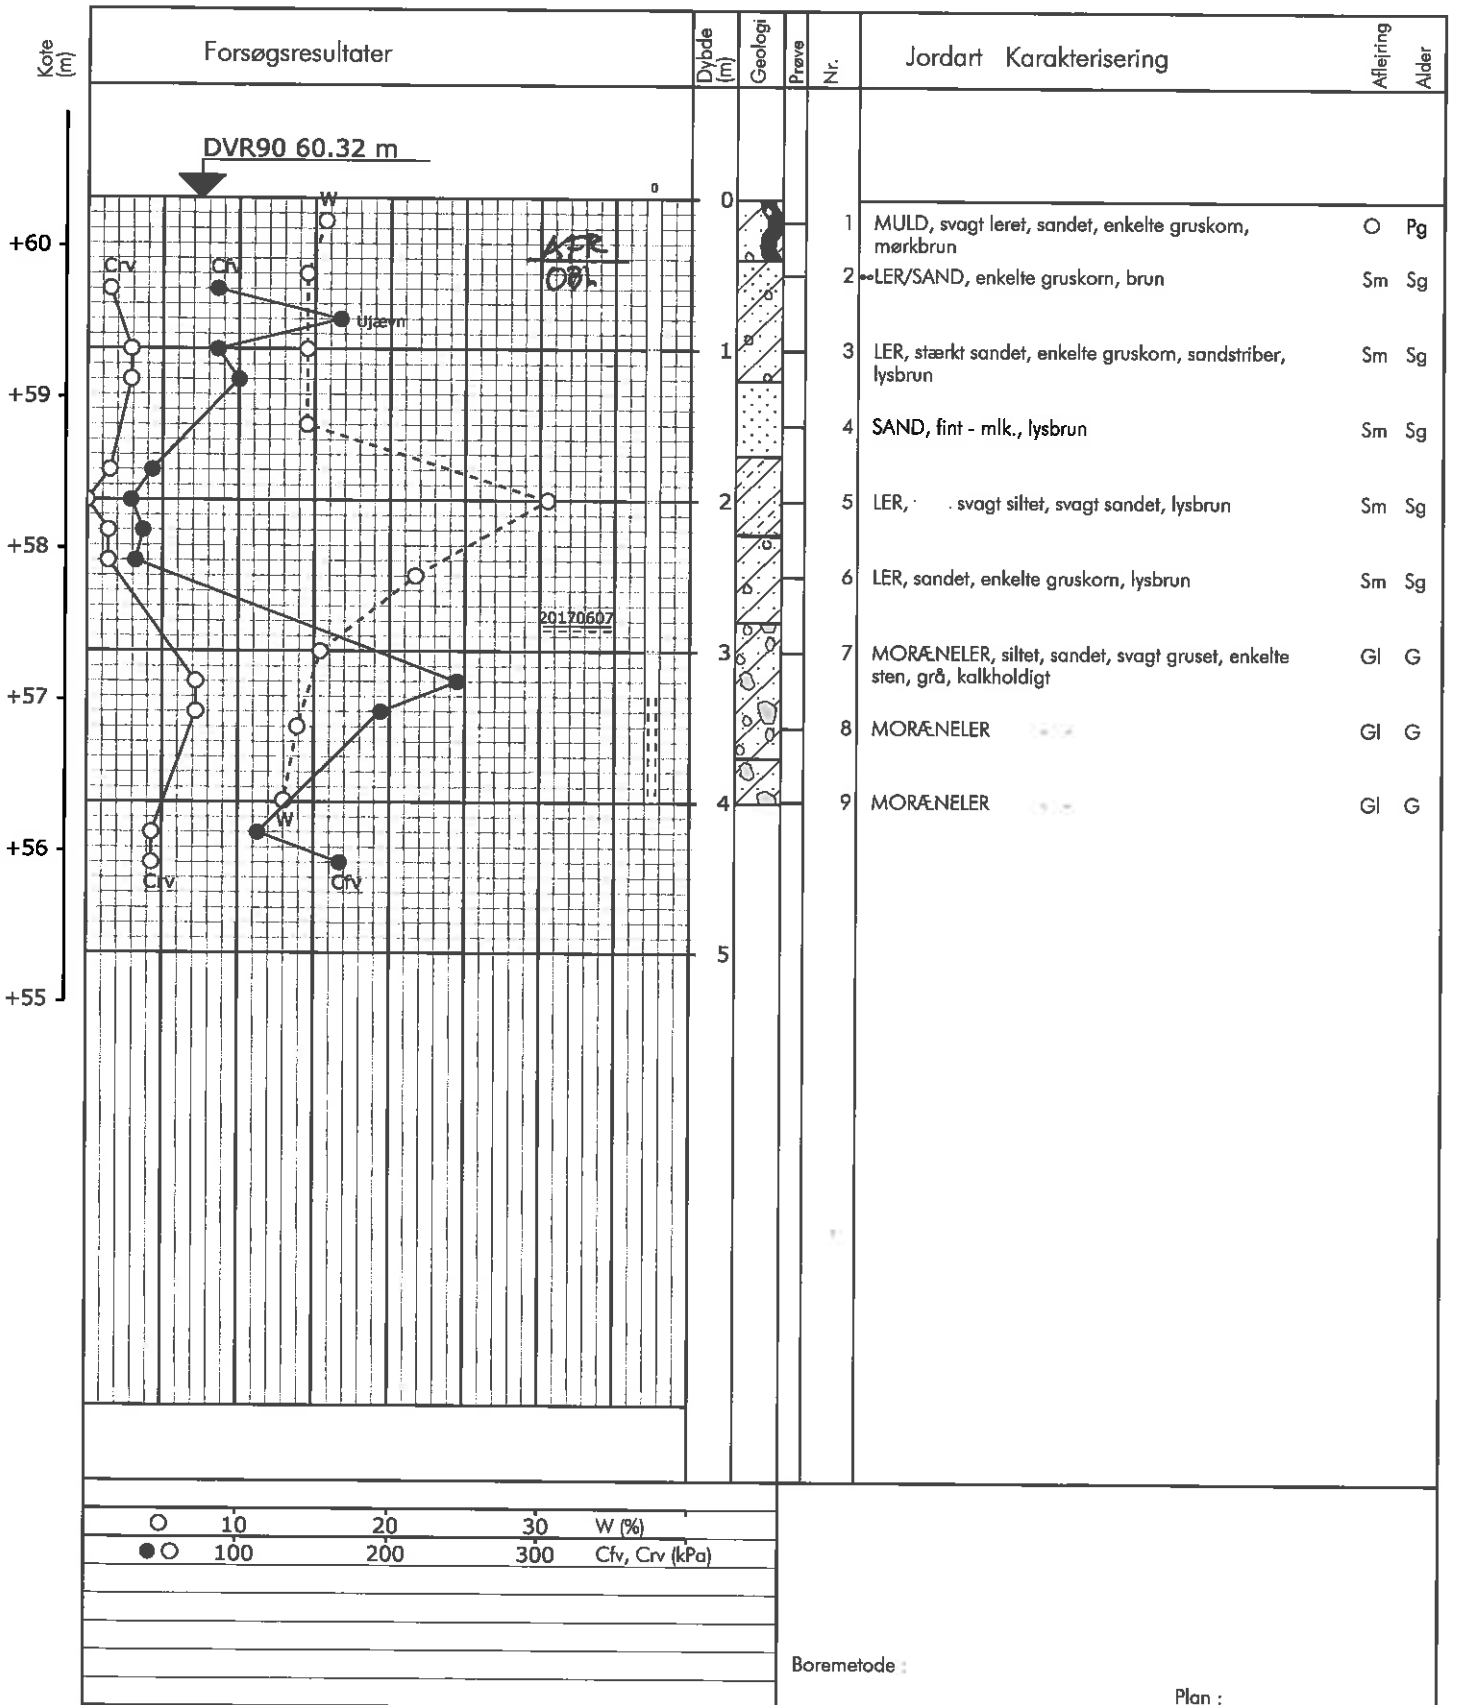 Kote (m)
Forsøgsresultater
Dybde (m)
Geologi
Prøve
Nr.
Jordart Karakterisering
Aflejring
Alder
DVR90 60.32 m
W
0
0
+60
Crv
Cfv
Ujævn
1 MULD, svagt leret, sandet, enkelte gruskorn,
mørkbrun
O Pg
2 LER/SAND, enkelte gruskorn, brun Sm Sg
1
3 LER, stærkt sandet, enkelte gruskorn, sandstriber,
lysbrun
Sm Sg
+59
4 SAND, fint - mlk., lysbrun Sm Sg
2
5 LER, svagt siltet, svagt sandet, lysbrun Sm Sg
+58
6 LER, sandet, enkelte gruskorn, lysbrun Sm Sg
20170607
3
7 MORÆNELER, siltet, sandet, svagt gruset, enkelte
sten, grå, kalkholdigt
Gl G
+57
8 MORÆNELER Gl G
4
9 MORÆNELER Gl G
W
+56
Crv
Cfv
5
+55
10 20 30 W (%)
100 200 300 Cfv, Crv (kPa)
Boremetode :
Plan :